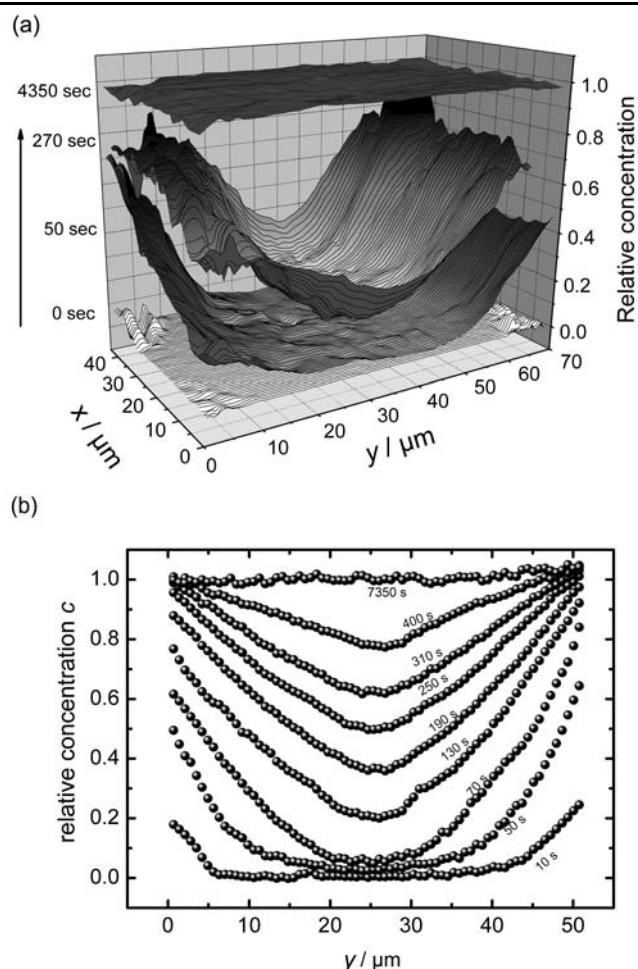 (a)
4350 sec
270 sec
50 sec
0 sec
1.0
0.8
0.6
0.4
0.2
0.0
Relative concentration
40
30
20
10
0
x / μm
0
10
20
30
40
50
60
70
y / μm
(b)
relative concentration c
1.0
0.8
0.6
0.4
0.2
0.0
7350 s
400 s
310 s
250 s
190 s
130 s
70 s
50 s
10 s
0
10
20
30
40
50
y / μm